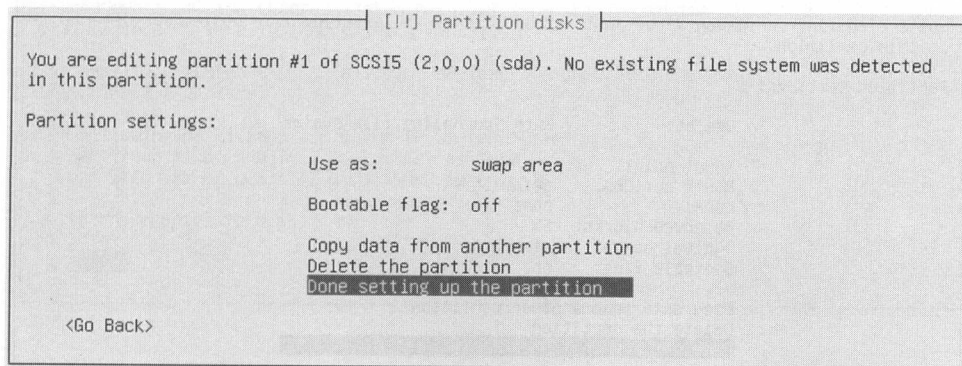 [!!] Partition disks
You are editing partition #1 of SCSI5 (2,0,0) (sda). No existing file system was detected
in this partition.
Partition settings:
Use as: swap area
Bootable flag: off
Copy data from another partition
Delete the partition
Done setting up the partition
<Go Back>